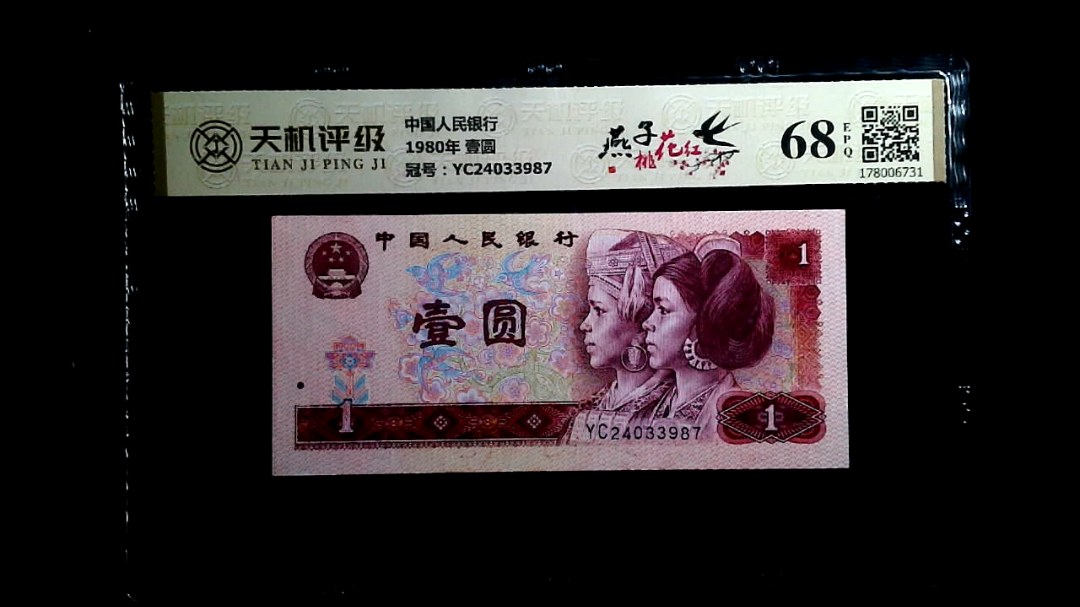 天机评级
TIAN JI PING JI
中国人民银行
1980年 壹圆
冠号：YC24033987
燕子
桃花红
68
EPQ
178006731
中国人民银行
1
壹圆
1
YC24033987
1